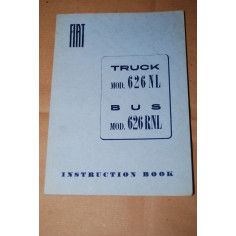 FIAT
TRUCK
MOD. 626 NL
BUS
MOD. 626 RNL
INSTRUCTION BOOK